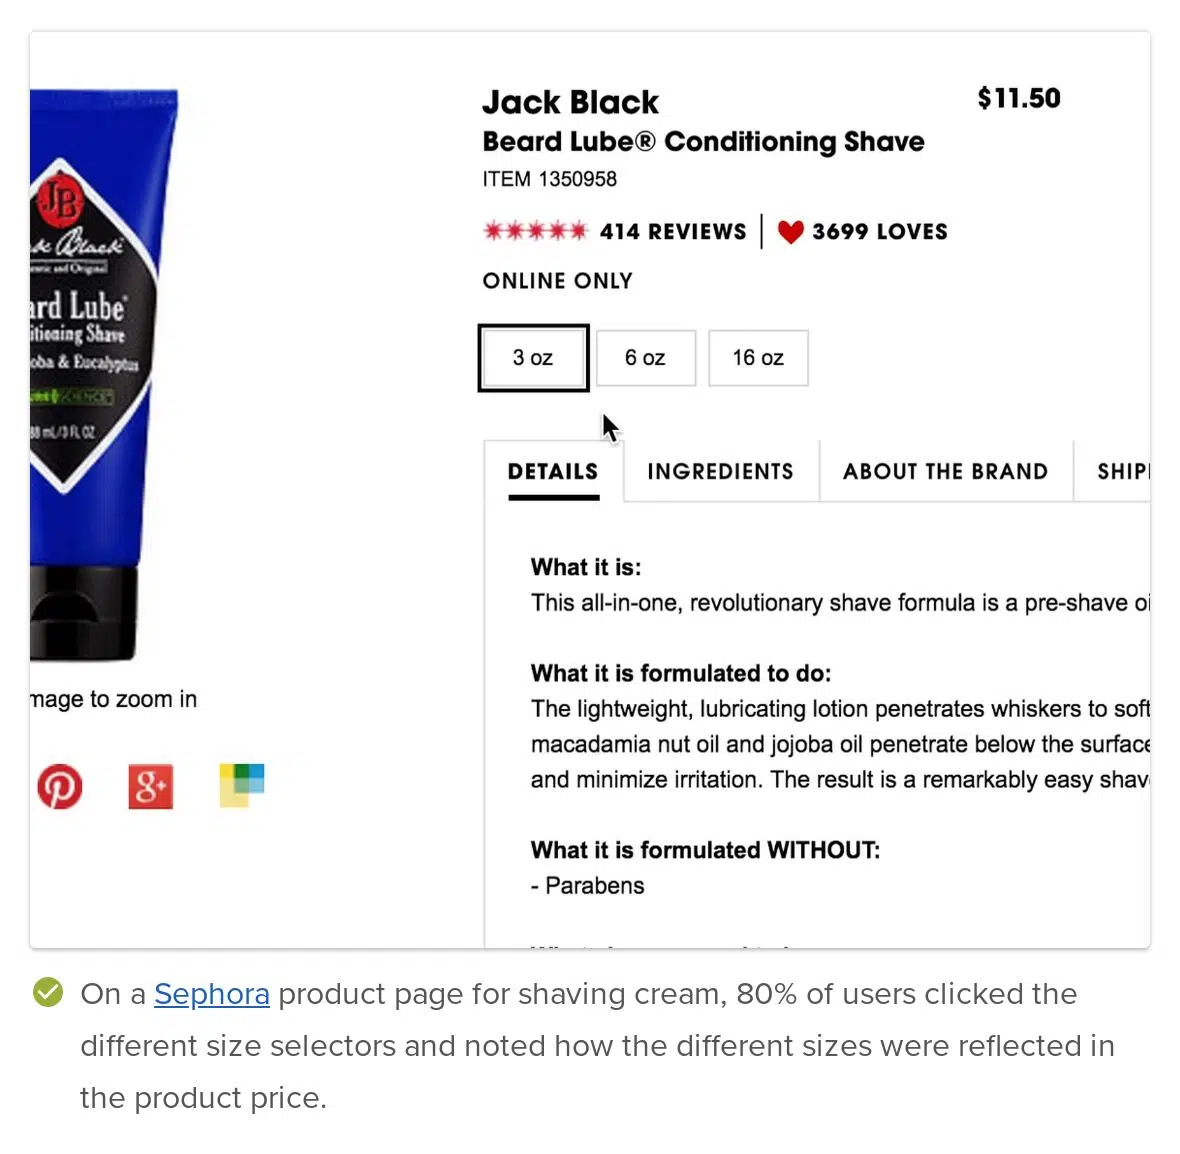 Jack Black
$11.50
Beard Lube® Conditioning Shave
ITEM 1350958
414 REVIEWS
3699 LOVES
ONLINE ONLY
3 oz
6 oz
16 oz
JB
Black
ard Lube
itioning Shave
oba & Eucalyptus
SCIENCE
88 mL/3 FL OZ
DETAILS
INGREDIENTS
ABOUT THE BRAND
SHIP
What it is:
This all-in-one, revolutionary shave formula is a pre-shave oi
What it is formulated to do:
The lightweight, lubricating lotion penetrates whiskers to soft
macadamia nut oil and jojoba oil penetrate below the surface
and minimize irritation. The result is a remarkably easy shav
What it is formulated WITHOUT:
- Parabens
mage to zoom in
g+
On a Sephora product page for shaving cream, 80% of users clicked the
different size selectors and noted how the different sizes were reflected in
the product price.